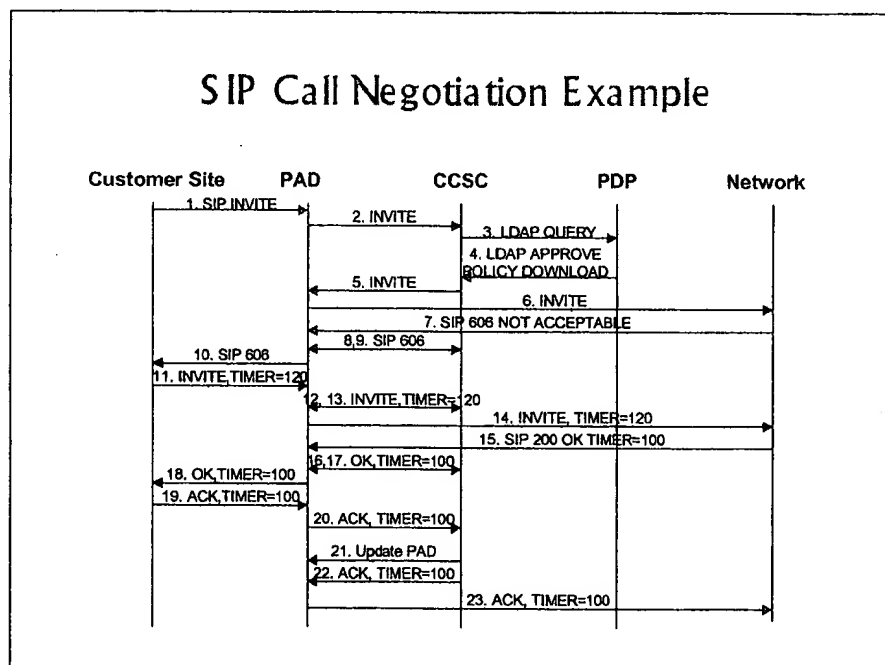 SIP Call Negotiation Example
Customer Site PAD CCSC PDP Network
1. SIP INVITE
2. INVITE
3. LDAP QUERY
4. LDAP APPROVE
POLICY DOWNLOAD
5. INVITE
6. INVITE
7. SIP 606 NOT ACCEPTABLE
8,9. SIP 606
10. SIP 606
11. INVITE,TIMER=120
12, 13. INVITE,TIMER=120
14. INVITE, TIMER=120
15. SIP 200 OK TIMER=100
16,17. OK,TIMER=100
18. OK,TIMER=100
19. ACK,TIMER=100
20. ACK, TIMER=100
21. Update PAD
22. ACK, TIMER=100
23. ACK, TIMER=100